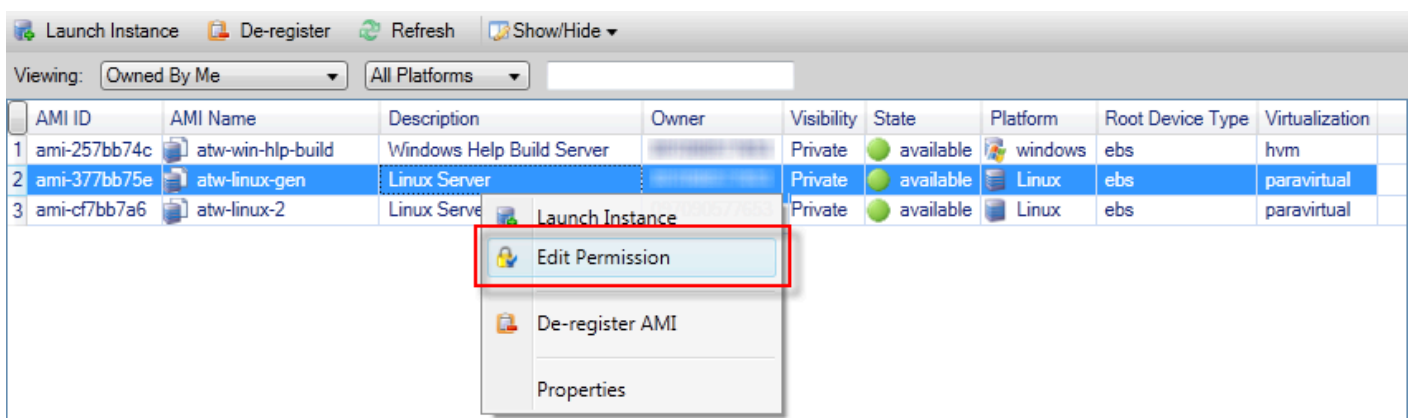 Launch Instance De-register Refresh Show/Hide
Viewing: Owned By Me All Platforms
AMI ID AMI Name Description Owner Visibility State Platform Root Device Type Virtualization
1 ami-257bb74c atw-win-hlp-build Windows Help Build Server Private available windows ebs hvm
2 ami-377bb75e atw-linux-gen Linux Server Private available Linux ebs paravirtual
3 ami-cf7bb7a6 atw-linux-2 Linux Serve Private available Linux ebs paravirtual
Launch Instance
Edit Permission
De-register AMI
Properties